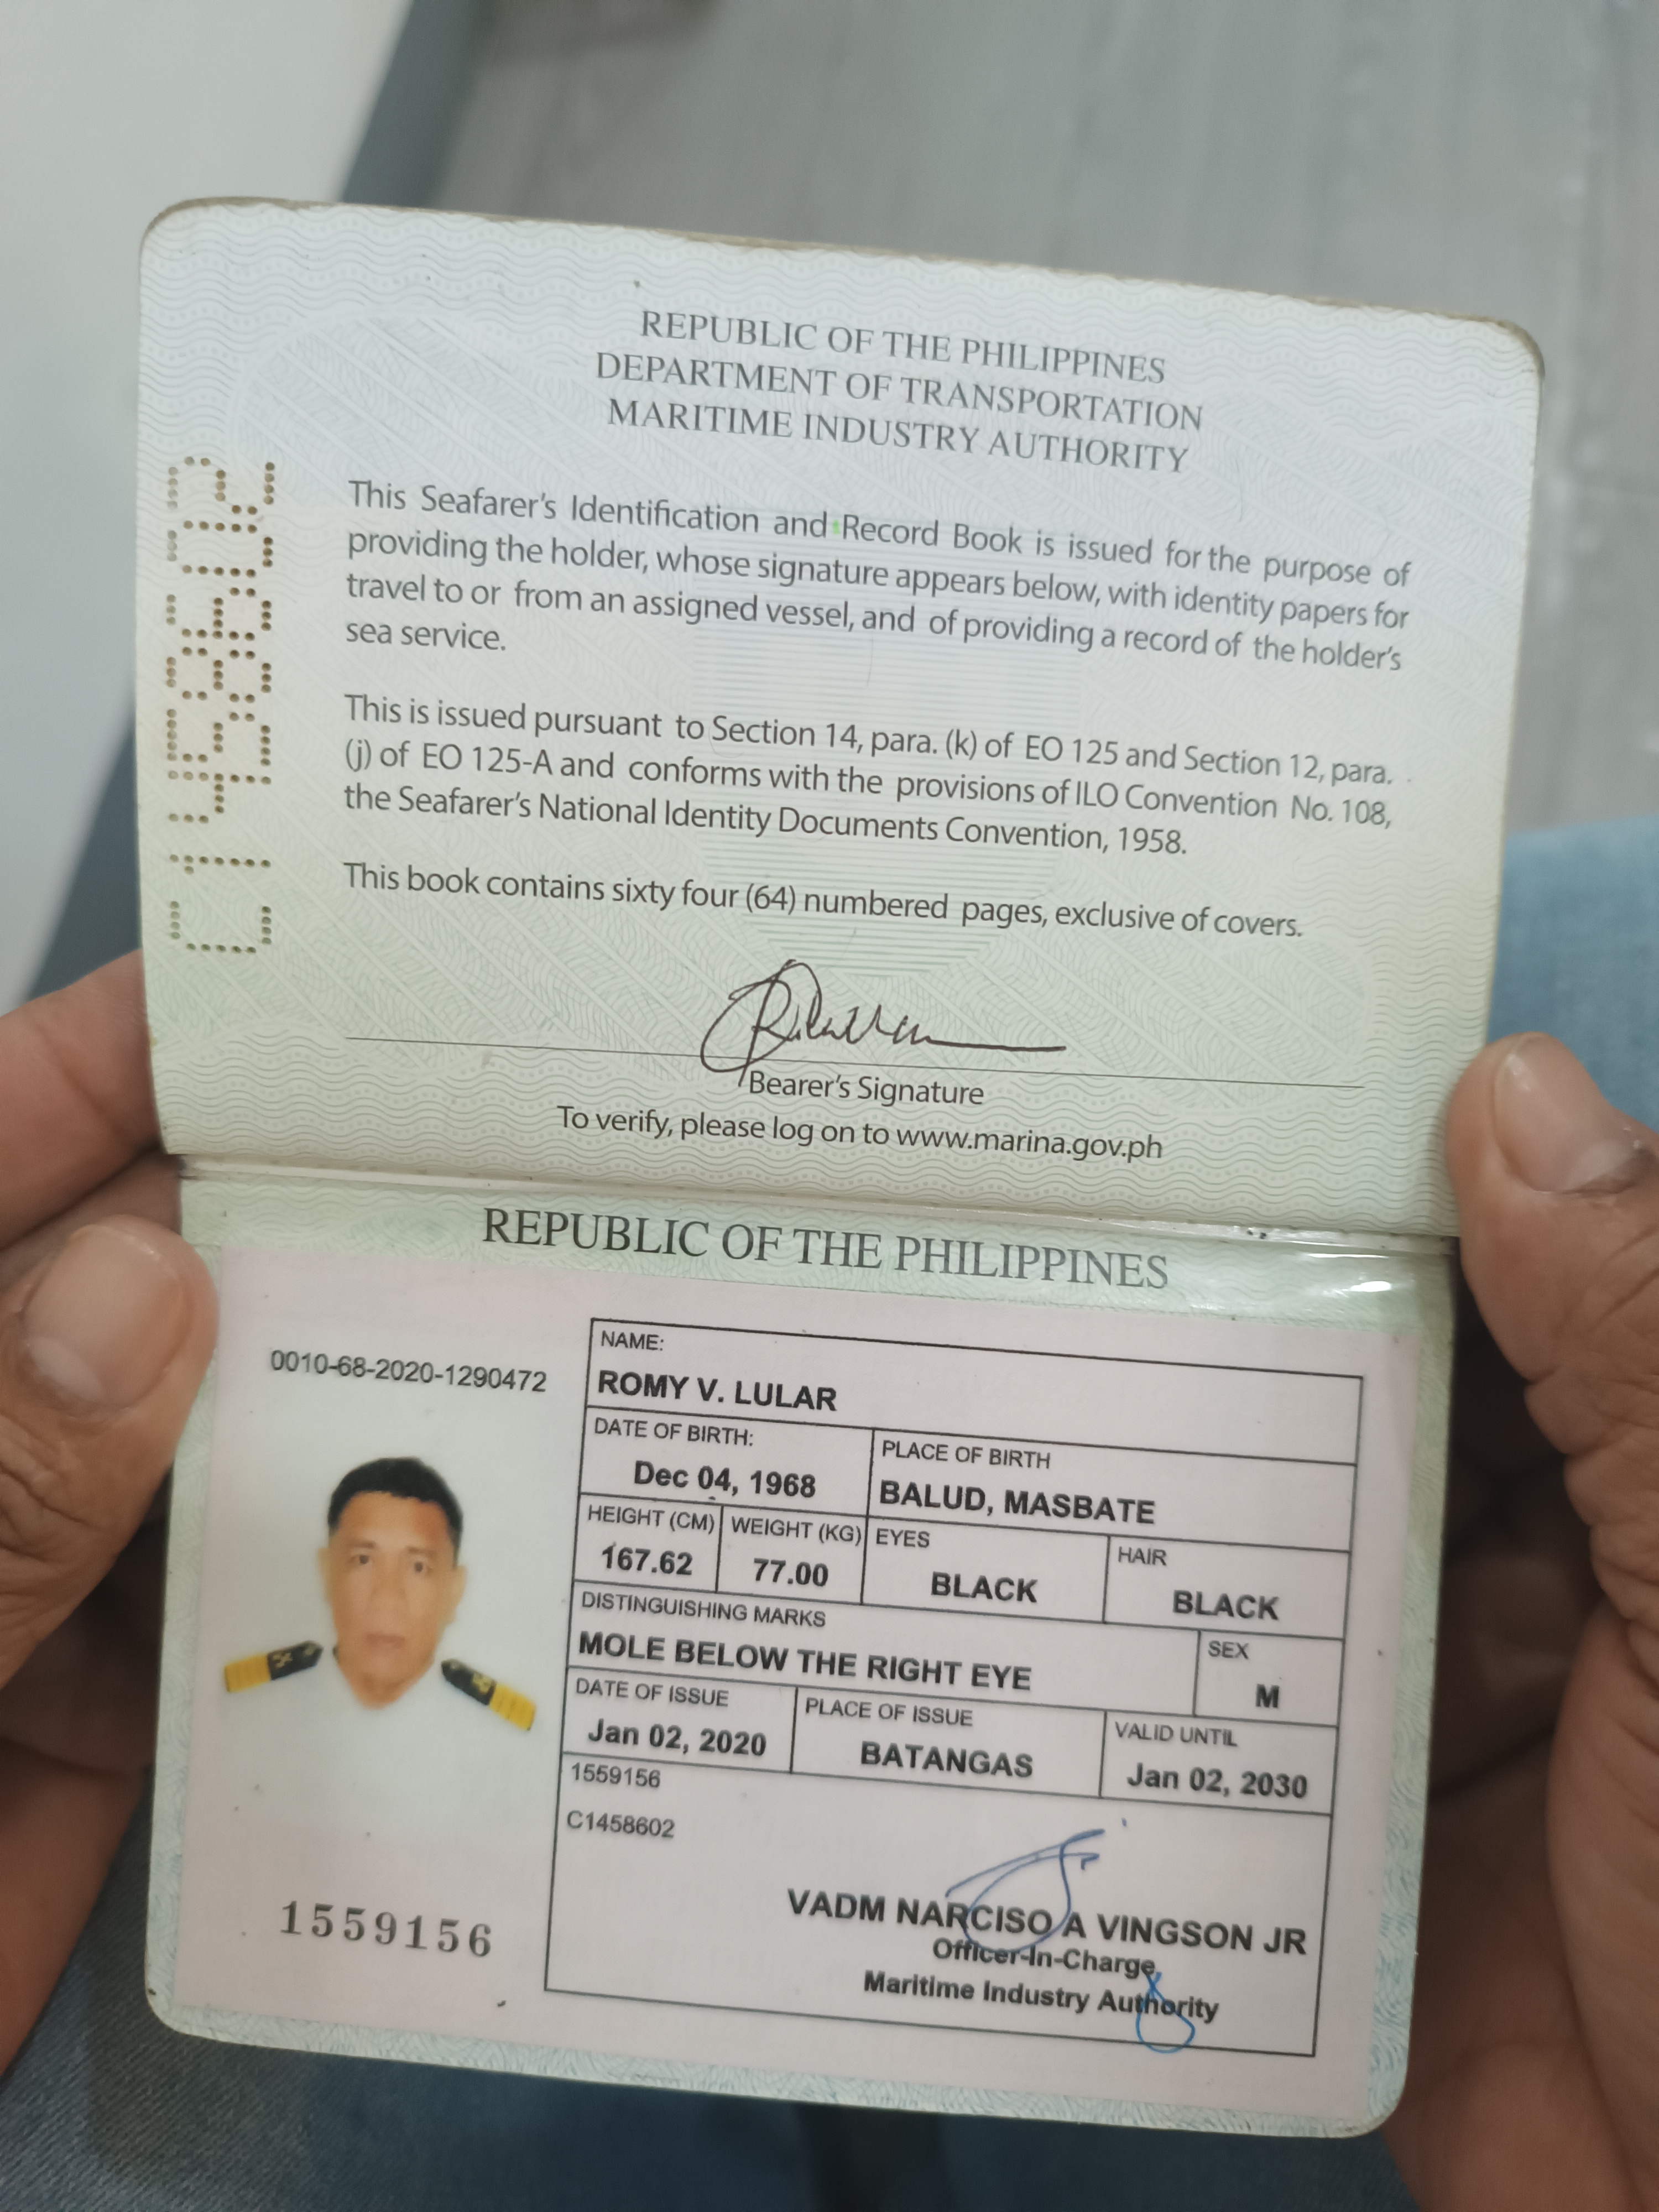 REPUBLIC OF THE PHILIPPINES
DEPARTMENT OF TRANSPORTATION
MARITIME INDUSTRY AUTHORITY
C1458602
This Seafarer's Identification and Record Book is issued for the purpose of
providing the holder, whose signature appears below, with identity papers for
travel to or from an assigned vessel, and of providing a record of the holder's
sea service.
This is issued pursuant to Section 14, para. (k) of EO 125 and Section 12, para.
(j) of EO 125-A and conforms with the provisions of ILO Convention No. 108,
the Seafarer's National Identity Documents Convention, 1958.
This book contains sixty four (64) numbered pages, exclusive of covers.
Bearer's Signature
To verify, please log on to www.marina.gov.ph
REPUBLIC OF THE PHILIPPINES
0010-68-2020-1290472
NAME:
ROMY V. LULAR
DATE OF BIRTH: PLACE OF BIRTH
Dec 04, 1968 BALUD, MASBATE
HEIGHT (CM) WEIGHT (KG) EYES HAIR
167.62 77.00 BLACK BLACK
DISTINGUISHING MARKS SEX
MOLE BELOW THE RIGHT EYE M
DATE OF ISSUE PLACE OF ISSUE VALID UNTIL
Jan 02, 2020 BATANGAS Jan 02, 2030
1559156
C1458602
VADM NARCISO A VINGSON JR
Officer-In-Charge,
Maritime Industry Authority
1559156